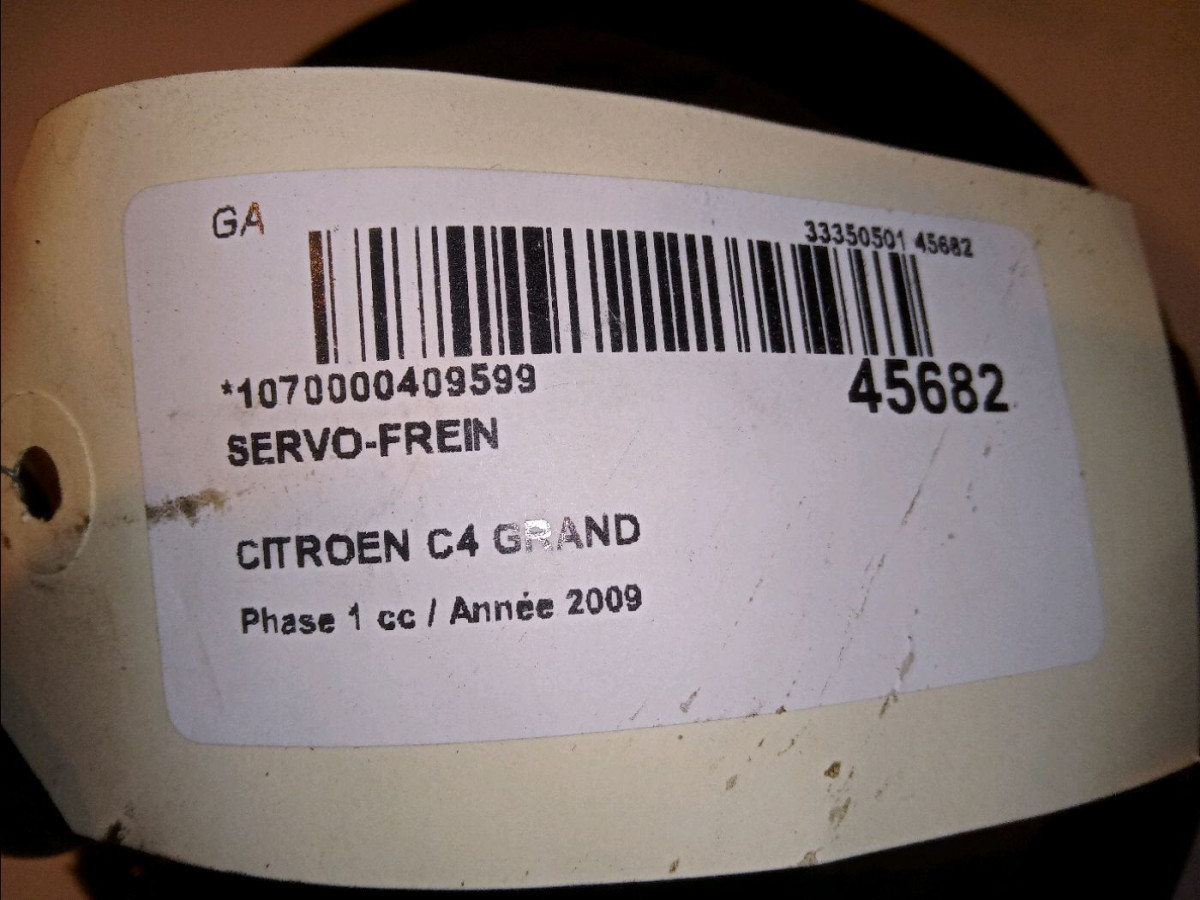 GA
33350501 45682
*1070000409599
45682
SERVO-FREIN
CITROEN C4 GRAND
Phase 1 cc / Année 2009